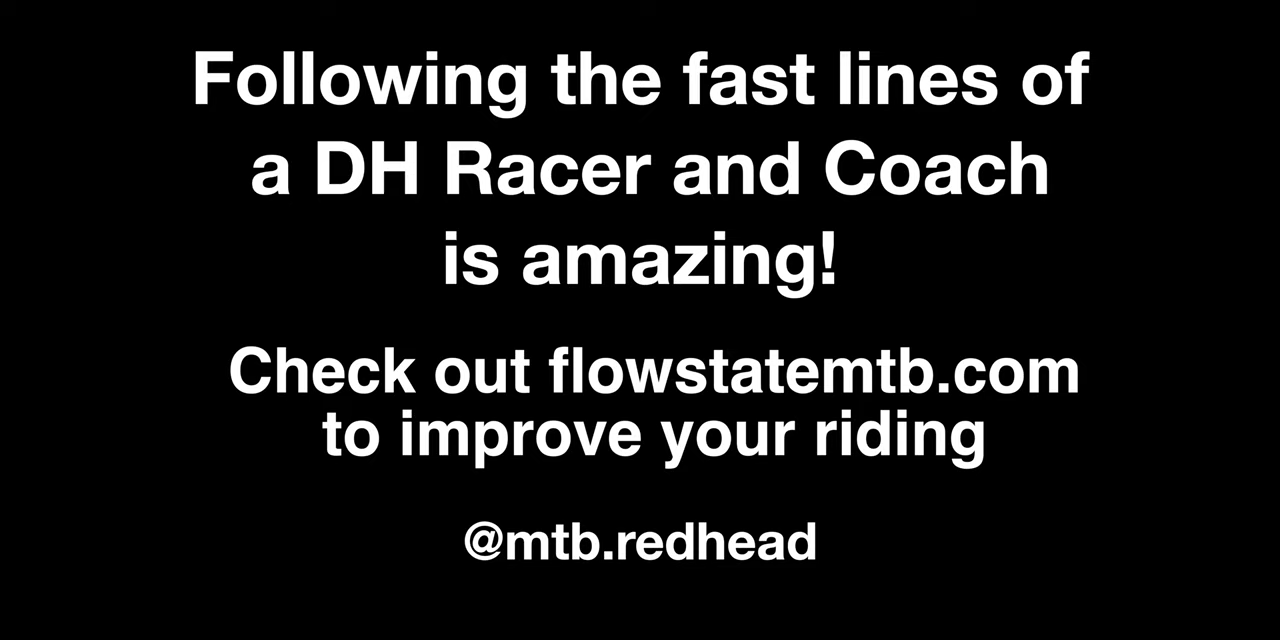 Following the fast lines of
a DH Racer and Coach
is amazing!
Check out flowstatemtb.com
to improve your riding
@mtb.redhead